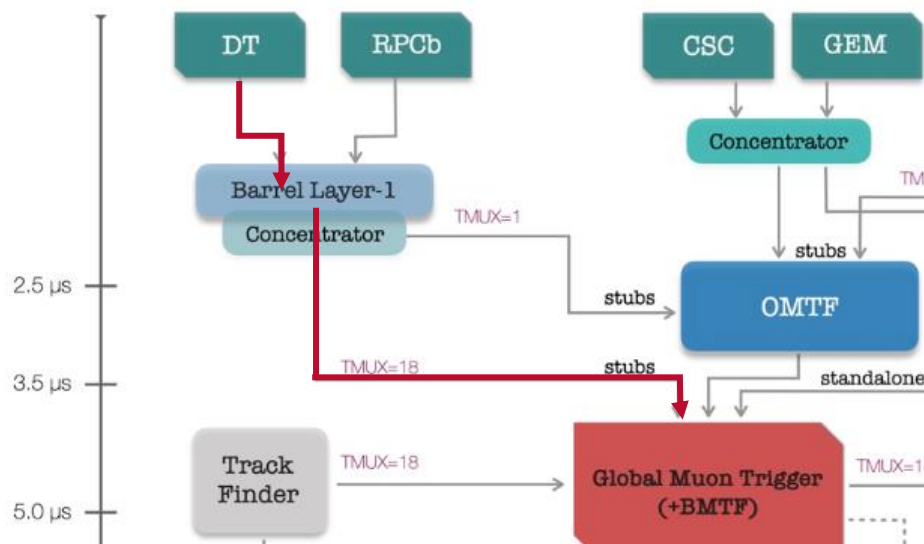 DT
RPCb
CSC
GEM
Concentrator
Barrel Layer-1
TMUX=1
Concentrator
stubs
2.5 µs
stubs
OMTF
TMUX=18
stubs
3.5 µs
standalone
Track
Finder
TMUX=18
Global Muon Trigger
(+BMTF)
5.0 µs